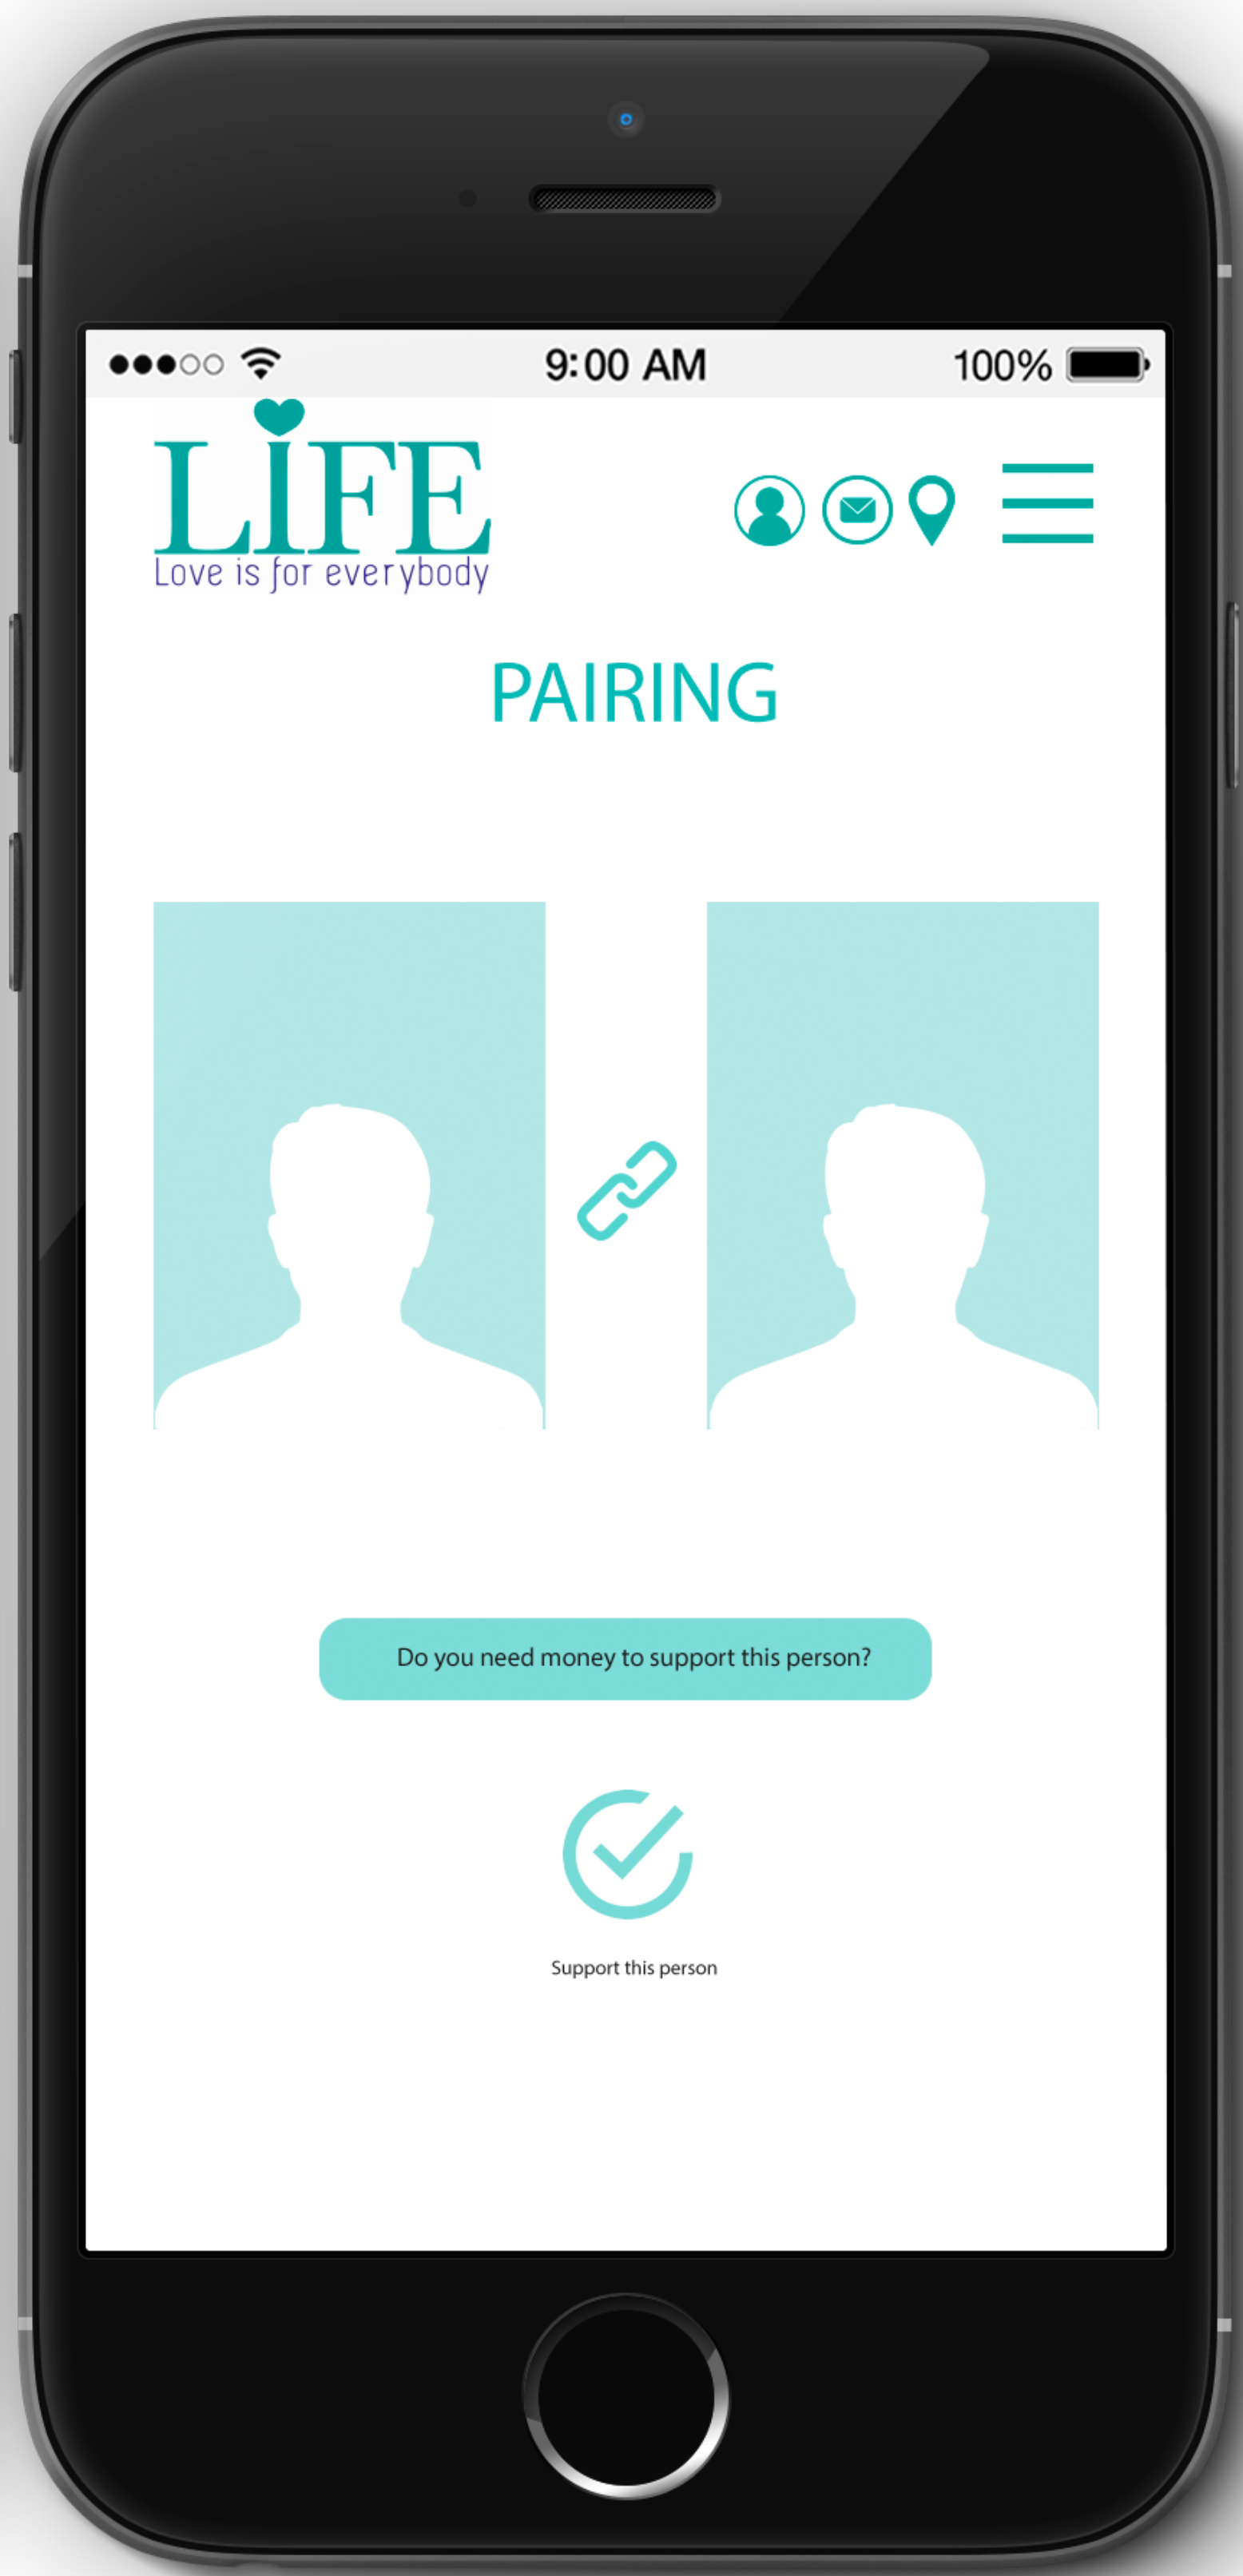 9:00 AM
100%
LIFE
Love is for everybody
PAIRING
Do you need money to support this person?
Support this person